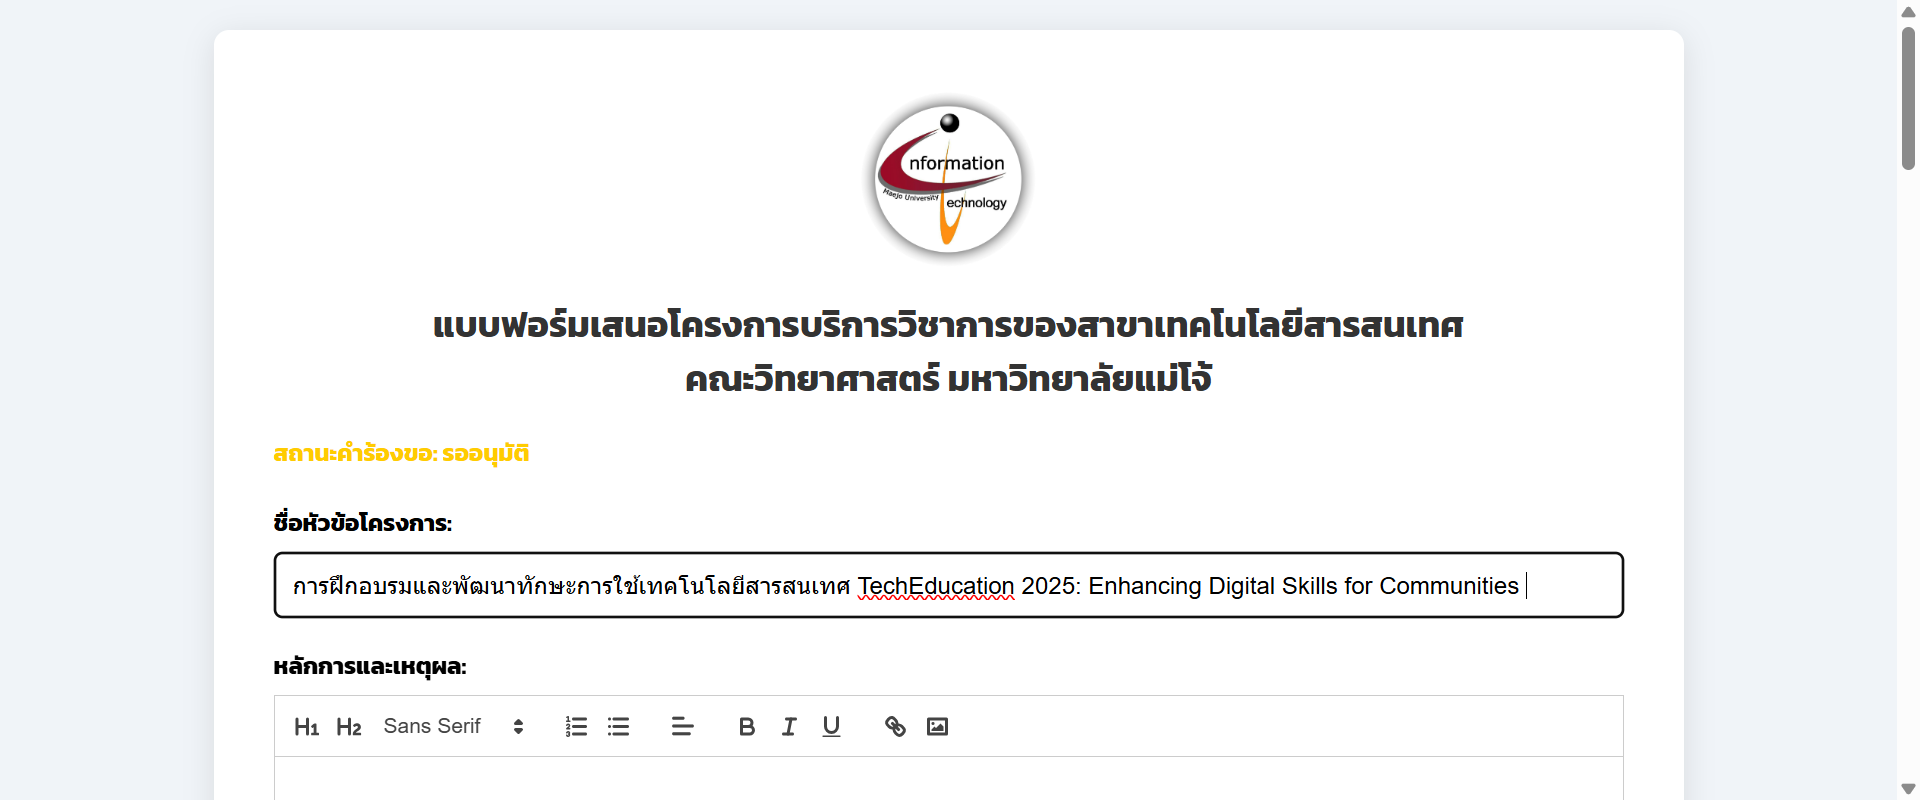 nformation
Maejo University
echnology
แบบฟอร์มเสนอโครงการบริการวิชาการของสาขาเทคโนโลยีสารสนเทศ
คณะวิทยาศาสตร์ มหาวิทยาลัยแม่โจ้
สถานะคำร้องขอ: รออนุมัติ
ชื่อหัวข้อโครงการ:
การฝึกอบรมและพัฒนาทักษะการใช้เทคโนโลยีสารสนเทศ TechEducation 2025: Enhancing Digital Skills for Communities
หลักการและเหตุผล:
H1 H2 Sans Serif B I U